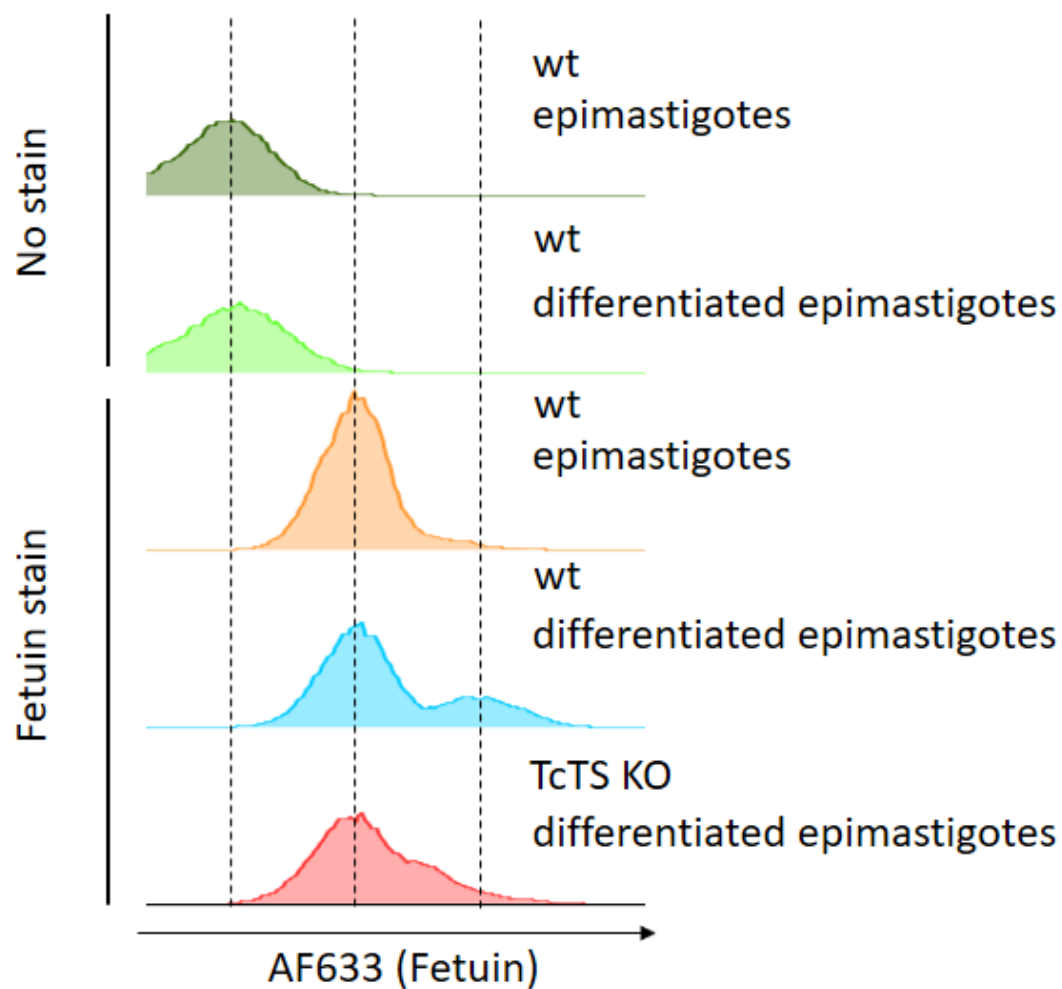 No stain
wt
epimastigotes
wt
differentiated epimastigotes
Fetuin stain
wt
epimastigotes
wt
differentiated epimastigotes
TcTS KO
differentiated epimastigotes
AF633 (Fetuin)